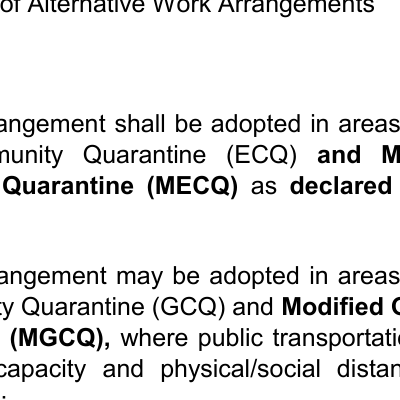 of Alternative Work Arrangements
angement shall be adopted in areas
munity Quarantine (ECQ) and M
Quarantine (MECQ) as declared
angement may be adopted in areas
ty Quarantine (GCQ) and Modified
(MGCQ), where public transportati
capacity and physical/social distan